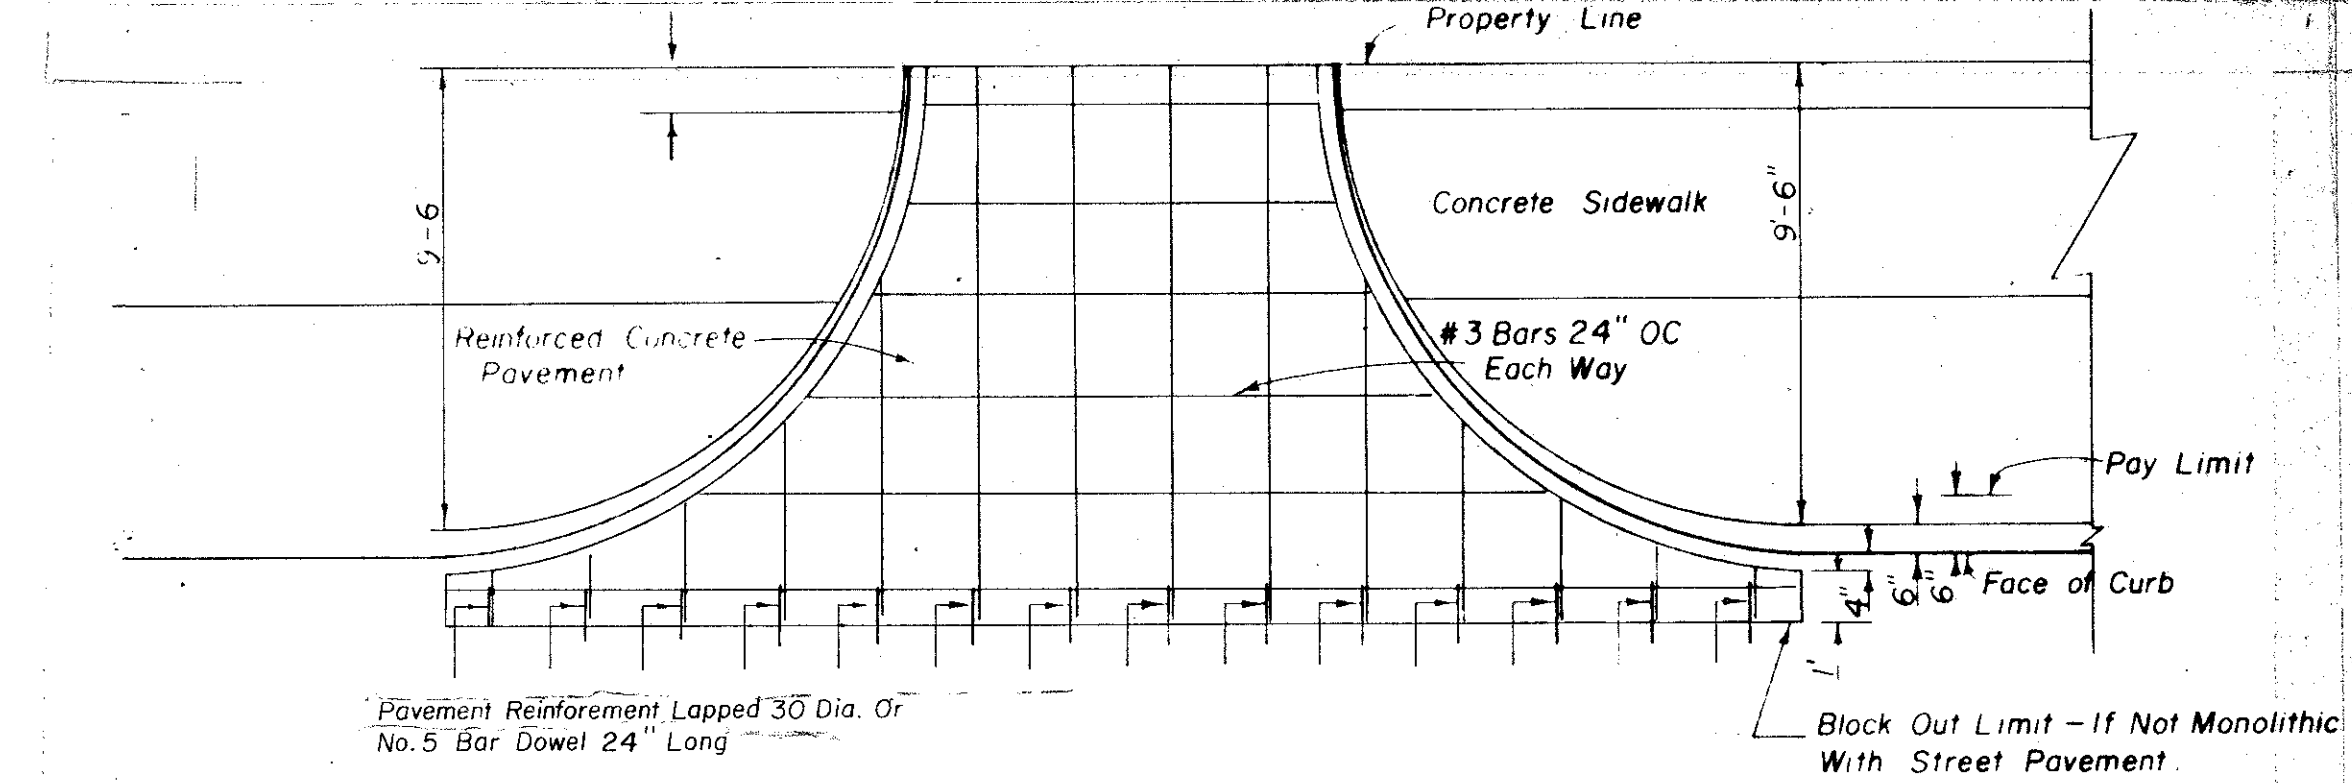 Property Line
9-6
Concrete Sidewalk
9'-6"
Reinforced Concrete
Pavement
#3 Bars 24" OC
Each Way
Pay Limit
4"
6"
6"
Face of Curb
1'
Pavement Reinforement Lapped 30 Dia. Or
No. 5 Bar Dowel 24" Long
Block Out Limit - If Not Monolithic
With Street Pavement.